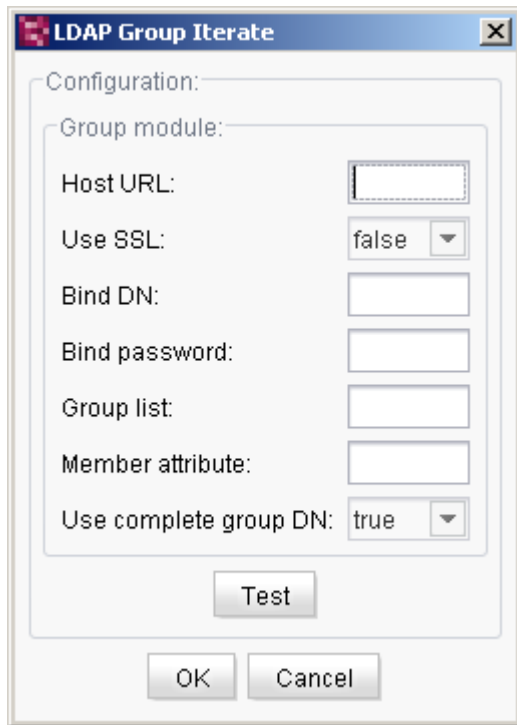 LDAP Group Iterate
Configuration:
Group module:
Host URL:
Use SSL: false
Bind DN:
Bind password:
Group list:
Member attribute:
Use complete group DN: true
Test
OK Cancel